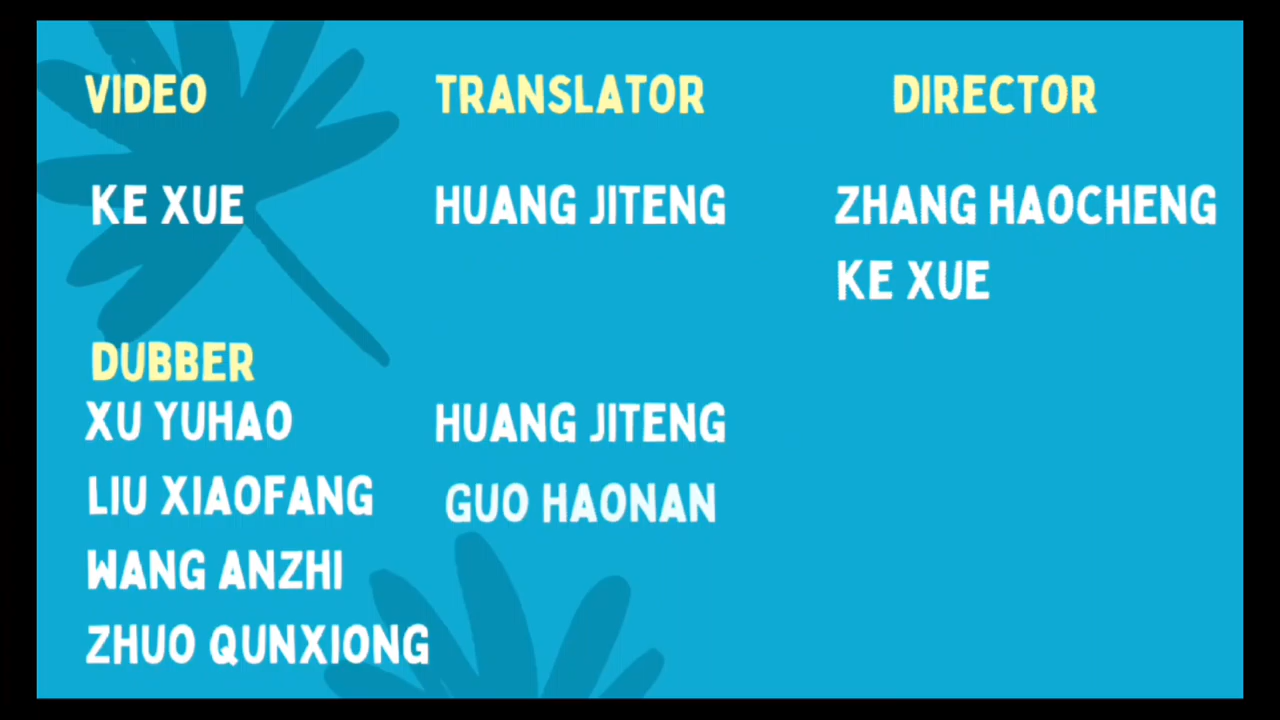 VIDEO TRANSLATOR DIRECTOR
KE XUE HUANG JITENG ZHANG HAOCHENG
KE XUE
DUBBER
XU YUHAO HUANG JITENG
LIU XIAOFANG GUO HAONAN
WANG ANZHI
ZHUO QUNXIONG